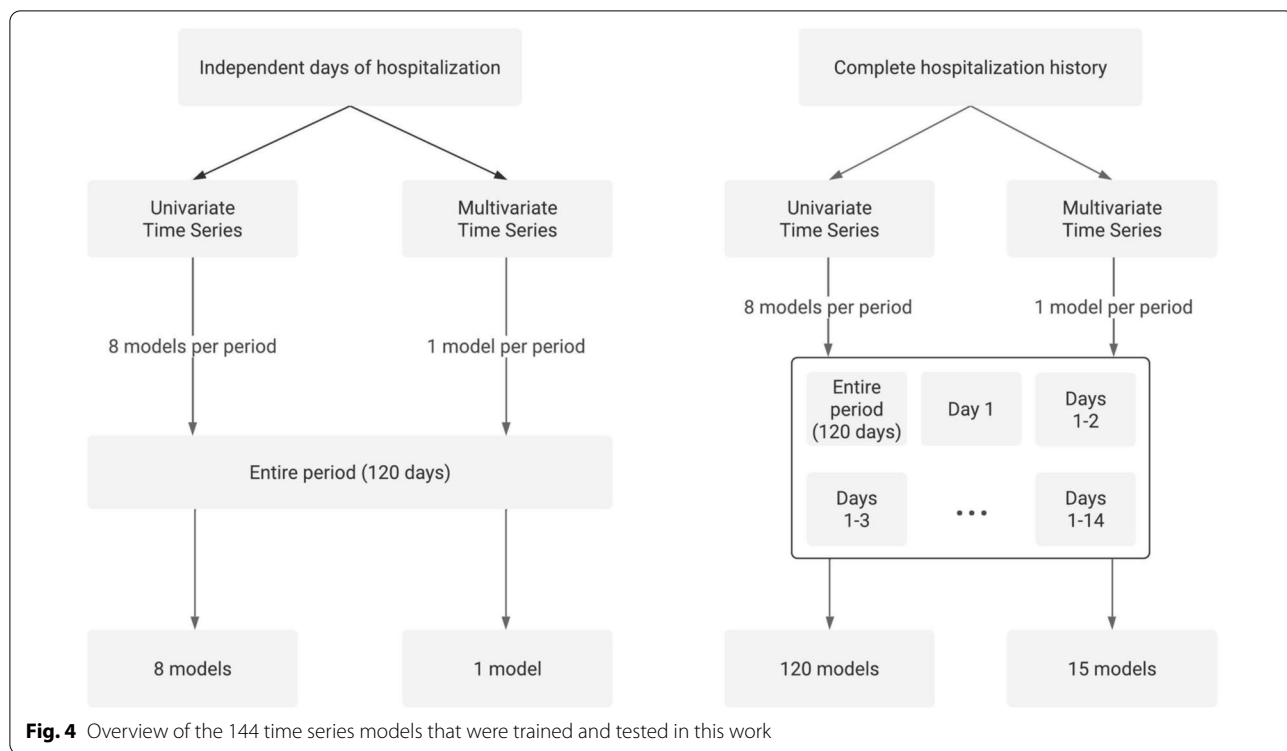 Independent days of hospitalization
Complete hospitalization history
Univariate
Time Series
Multivariate
Time Series
Univariate
Time Series
Multivariate
Time Series
8 models per period
1 model per period
8 models per period
1 model per period
Entire period (120 days)
Entire
period
(120 days)
Day 1
Days
1-2
Days
1-3
...
Days
1-14
8 models
1 model
120 models
15 models
Fig. 4 Overview of the 144 time series models that were trained and tested in this work